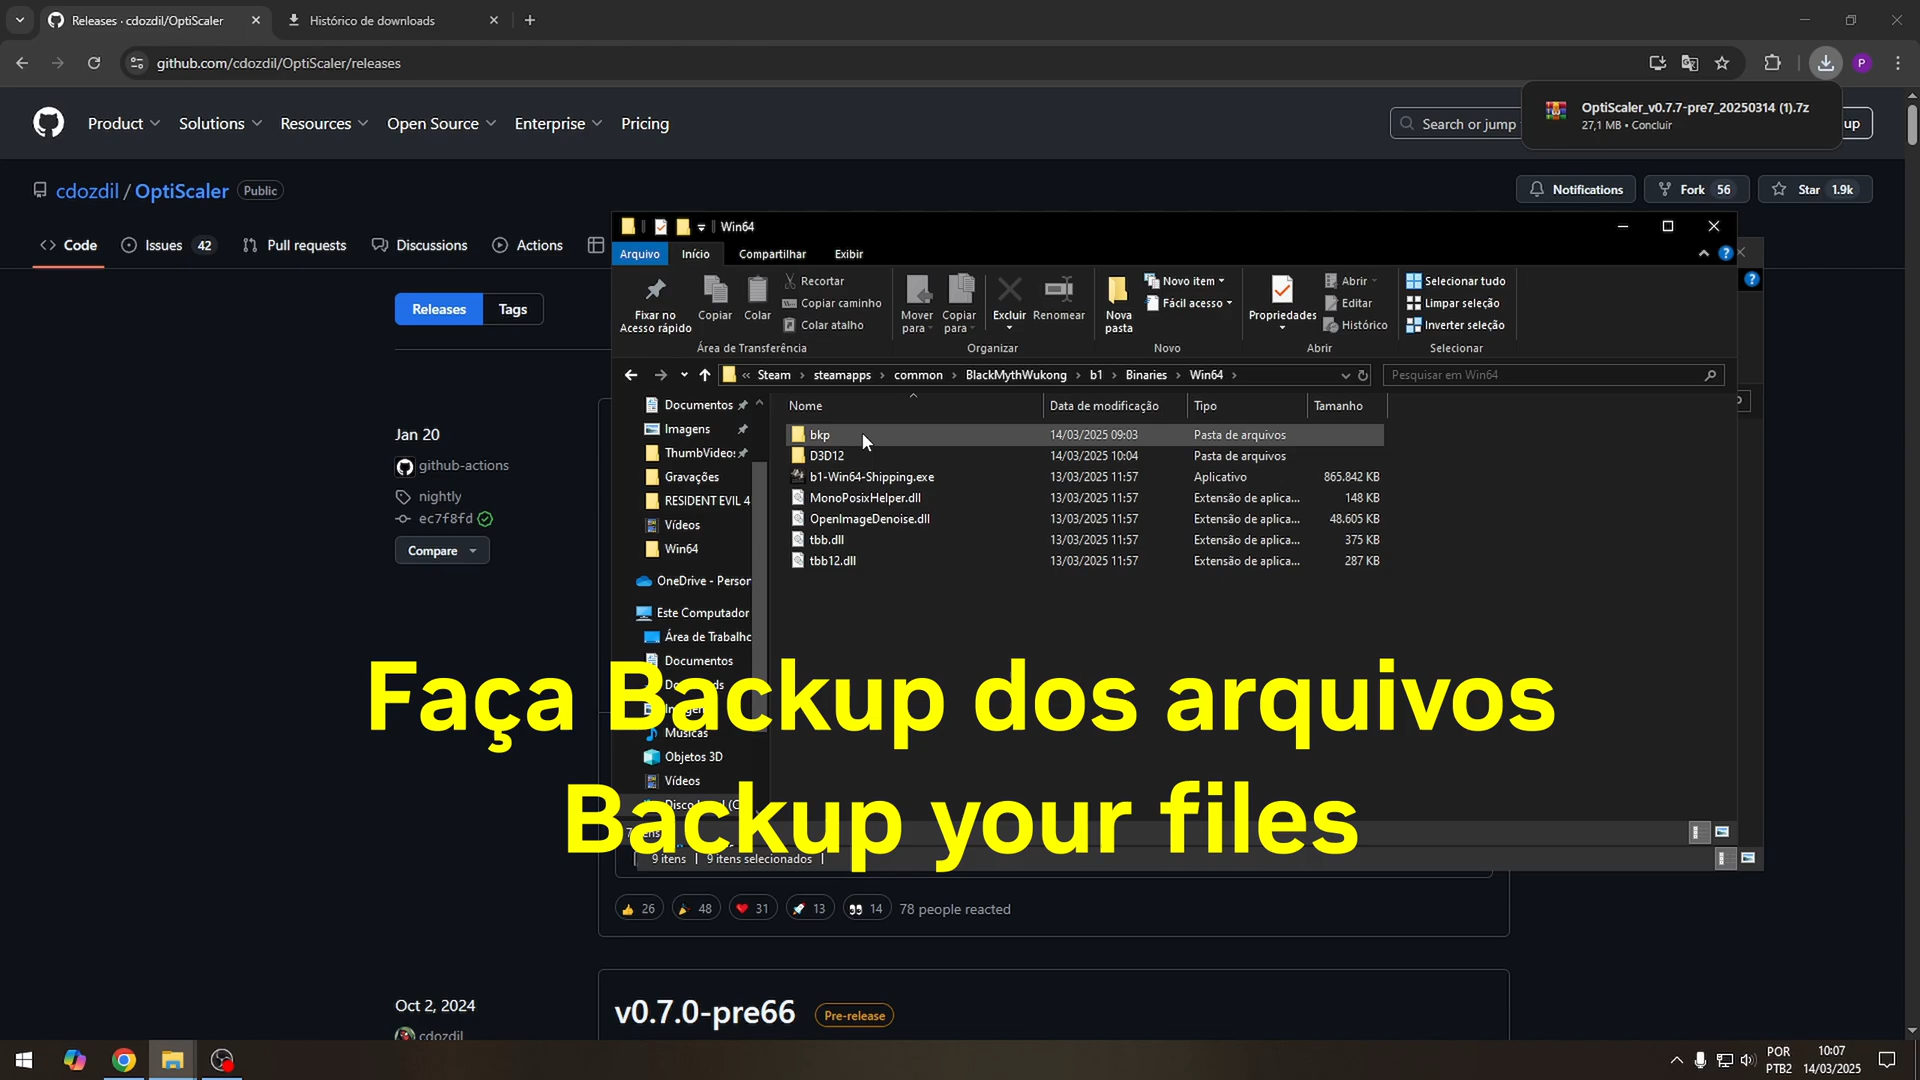 Releases · cdozdil/OptiScaler
Histórico de downloads
github.com/cdozdil/OptiScaler/releases
P
OptiScaler_v0.7.7-pre7_20250314 (1).7z
27,1 MB • Concluir
Product
Solutions
Resources
Open Source
Enterprise
Pricing
Search or jump
up
cdozdil / OptiScaler
Public
Notifications
Fork 56
Star 1.9k
Code
Issues 42
Pull requests
Discussions
Actions
Releases
Tags
Jan 20
github-actions
nightly
ec7f8fd
Compare
Win64
Arquivo
Início
Compartilhar
Exibir
Fixar no
Acesso rápido
Copiar
Colar
Recortar
Copiar caminho
Colar atalho
Área de Transferência
Mover
para
Copiar
para
Excluir
Renomear
Organizar
Nova
pasta
Novo item
Fácil acesso
Novo
Propriedades
Abrir
Editar
Histórico
Abrir
Selecionar tudo
Limpar seleção
Inverter seleção
Selecionar
« Steam › steamapps › common › BlackMythWukong › b1 › Binaries › Win64 ›
Pesquisar em Win64
Documentos
Imagens
ThumbVideos
Gravações
RESIDENT EVIL 4
Vídeos
Win64
OneDrive - Person
Este Computador
Área de Trabalho
Documentos
Músicas
Objetos 3D
Vídeos
Disco Local (C
Nome Data de modificação Tipo Tamanho
bkp 14/03/2025 09:03 Pasta de arquivos
D3D12 14/03/2025 10:04 Pasta de arquivos
b1-Win64-Shipping.exe 13/03/2025 11:57 Aplicativo 865.842 KB
MonoPosixHelper.dll 13/03/2025 11:57 Extensão de aplica... 148 KB
OpenImageDenoise.dll 13/03/2025 11:57 Extensão de aplica... 48.605 KB
tbb.dll 13/03/2025 11:57 Extensão de aplica... 375 KB
tbb12.dll 13/03/2025 11:57 Extensão de aplica... 287 KB
Faça Backup dos arquivos
Backup your files
9 itens
9 itens selecionados
26
48
31
13
14
78 people reacted
Oct 2, 2024
cdozdil
v0.7.0-pre66
Pre-release
POR
PTB2
10:07
14/03/2025